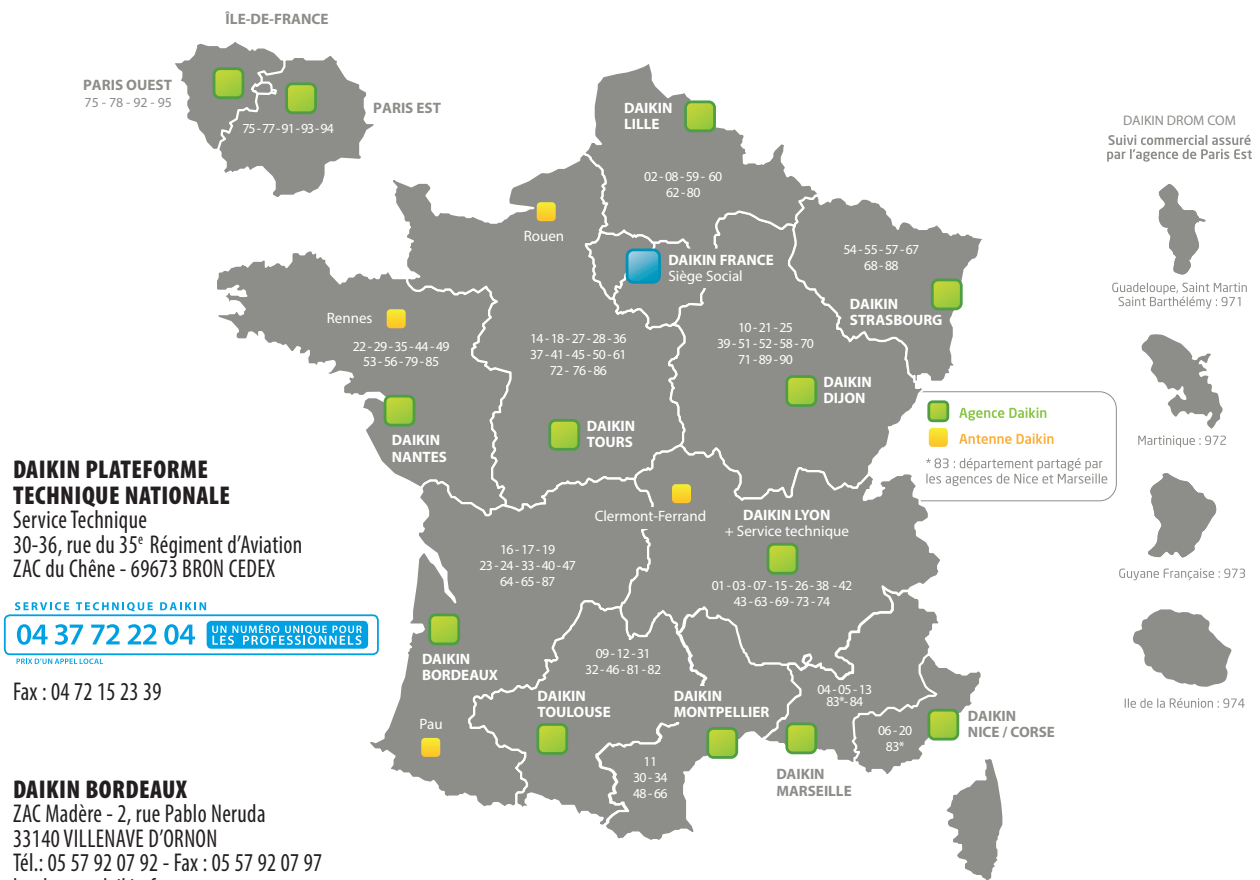 ÎLE-DE-FRANCE
PARIS OUEST
75 - 78 - 92 - 95
PARIS EST
75-77-91-93-94
DAIKIN
LILLE
02-08-59-60
62-80
Rouen
DAIKIN FRANCE
Siège Social
54-55-57-67
68-88
DAIKIN
STRASBOURG
Rennes
22-29-35-44-49
53-56-79-85
DAIKIN
NANTES
14-18-27-28-36
37-41-45-50-61
72-76-86
DAIKIN
TOURS
10-21-25
39-51-52-58-70
71-89-90
DAIKIN
DIJON
Agence Daikin
Antenne Daikin
* 83 : département partagé par
les agences de Nice et Marseille
Clermont-Ferrand
DAIKIN LYON
+ Service technique
01-03-07-15-26-38-42
43-63-69-73-74
16-17-19
23-24-33-40-47
64-65-87
DAIKIN
BORDEAUX
Pau
09-12-31
32-46-81-82
DAIKIN
TOULOUSE
DAIKIN
MONTPELLIER
11
30-34
48-66
04-05-13
83*-84
DAIKIN
MARSEILLE
06-20
83*
DAIKIN
NICE / CORSE
DAIKIN DROM COM
Suivi commercial assuré
par l'agence de Paris Est
Guadeloupe, Saint Martin
Saint Barthélémy : 971
Martinique : 972
Guyane Française : 973
Ile de la Réunion : 974
DAIKIN PLATEFORME
TECHNIQUE NATIONALE
Service Technique
30-36, rue du 35e Régiment d'Aviation
ZAC du Chêne - 69673 BRON CEDEX
SERVICE TECHNIQUE DAIKIN
04 37 72 22 04
UN NUMÉRO UNIQUE POUR
LES PROFESSIONNELS
PRIX D'UN APPEL LOCAL
Fax : 04 72 15 23 39
DAIKIN BORDEAUX
ZAC Madère - 2, rue Pablo Neruda
33140 VILLENAVE D'ORNON
Tél.: 05 57 92 07 92 - Fax : 05 57 92 07 97